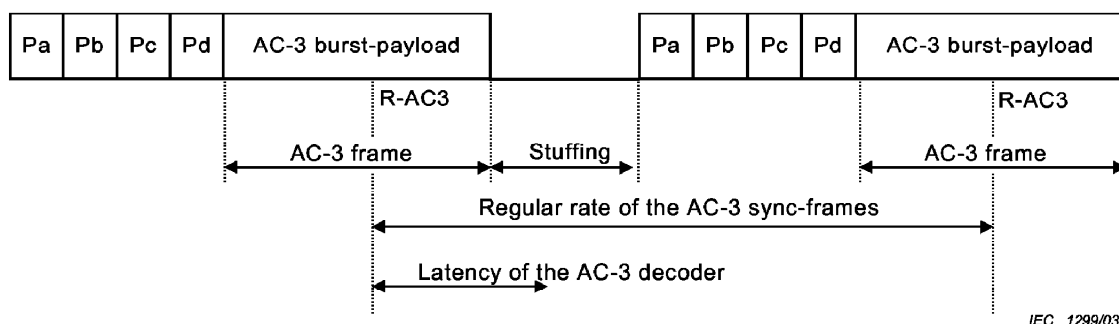 Pa Pb Pc Pd AC-3 burst-payload Pa Pb Pc Pd AC-3 burst-payload
R-AC3 R-AC3
AC-3 frame Stuffing AC-3 frame
Regular rate of the AC-3 sync-frames
Latency of the AC-3 decoder
IEC 1299/03